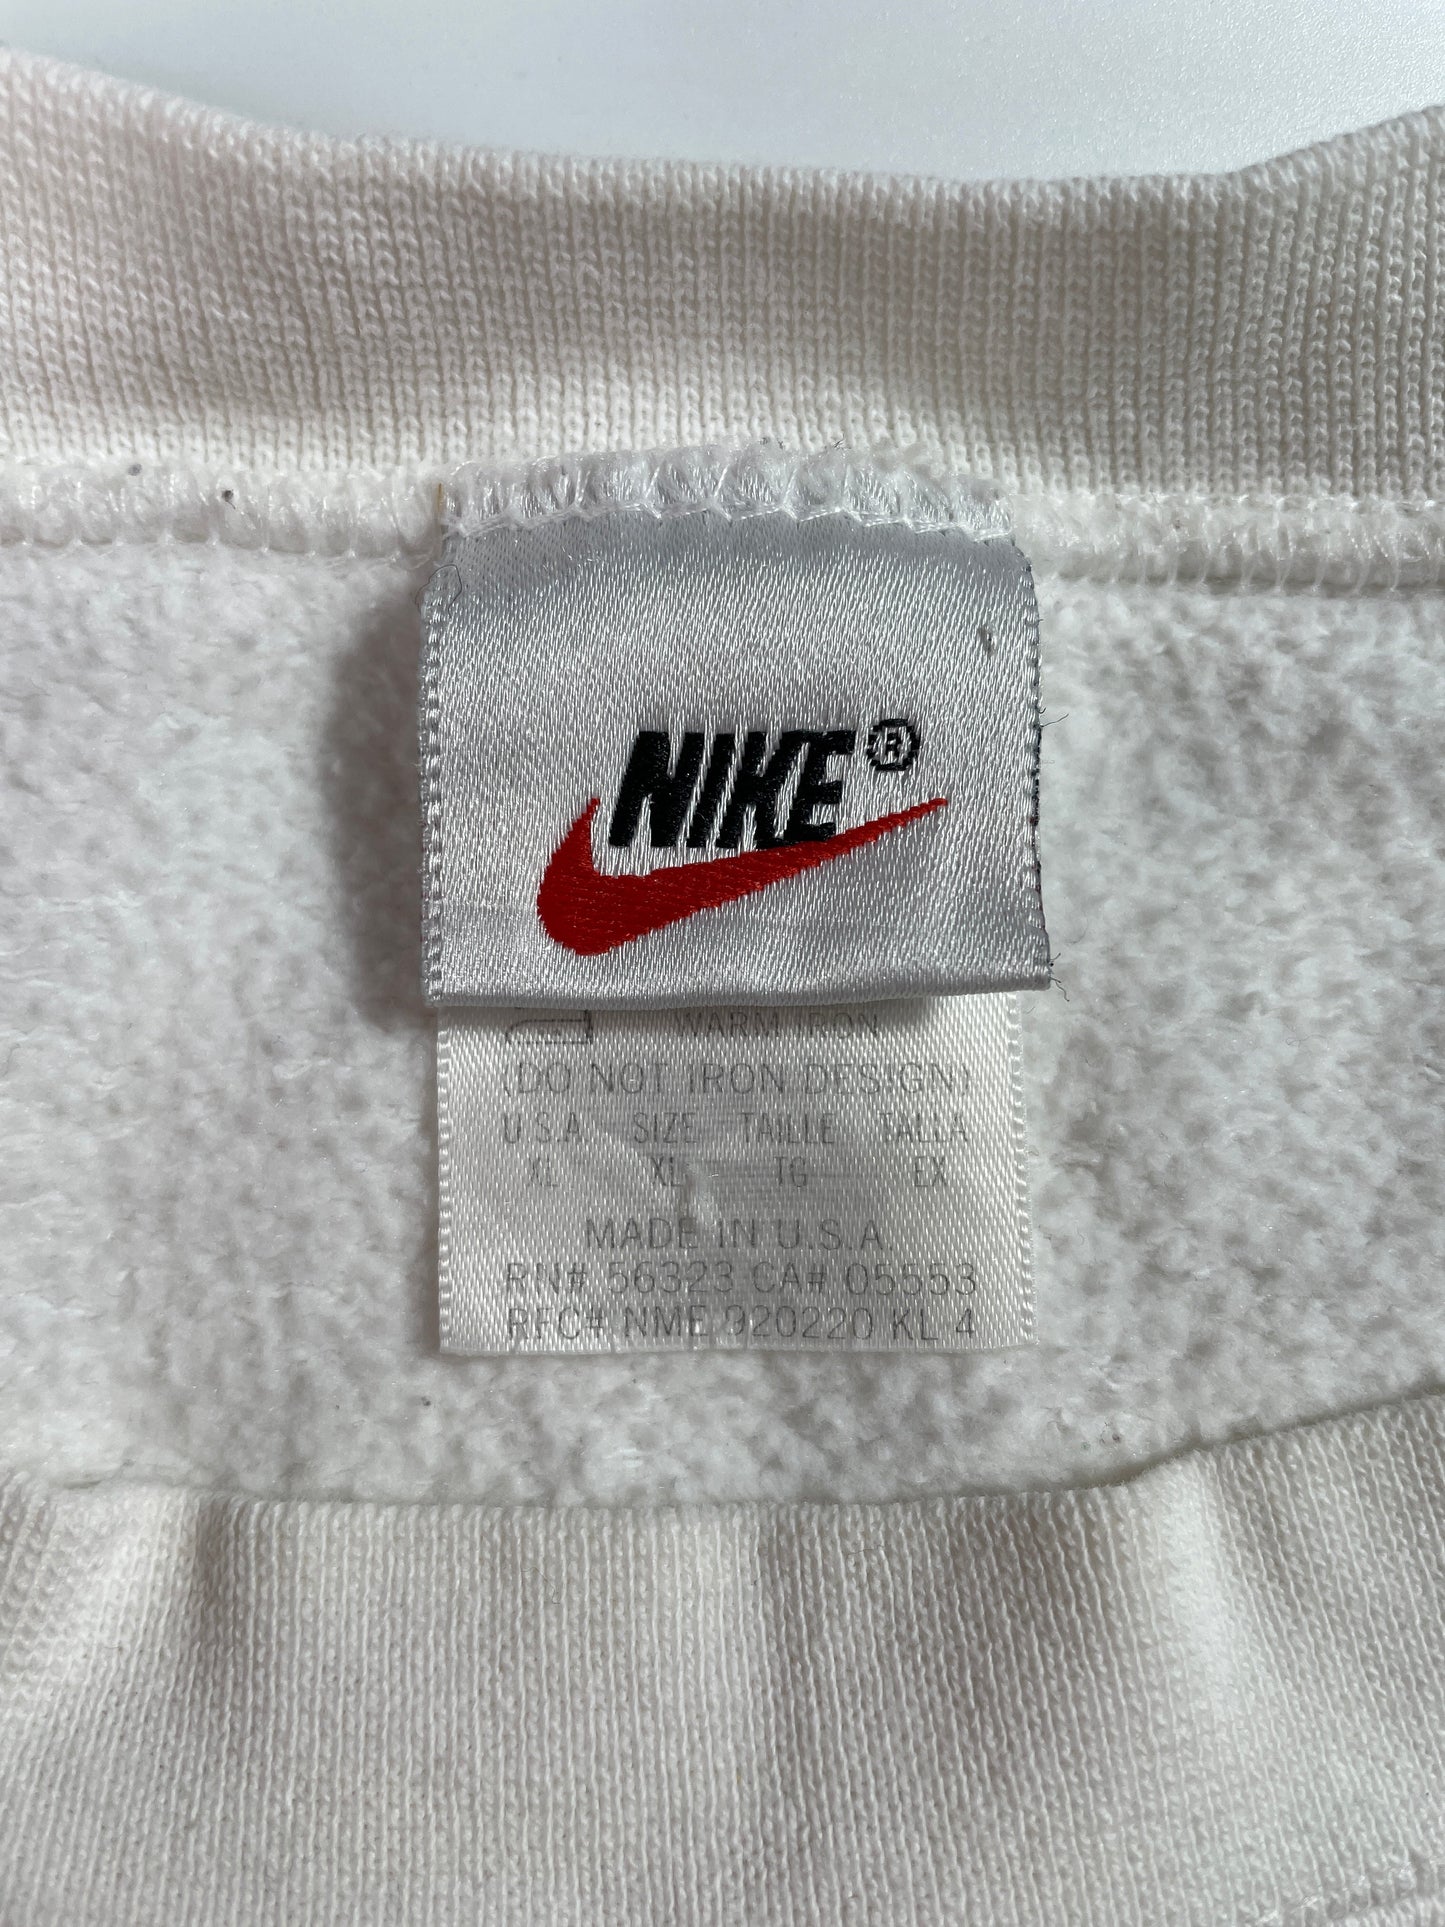 NIKE®
WARM IRON
(DO NOT IRON DESIGN)
U.S.A. SIZE TAILLE TALLA
XL XL TG EX
MADE IN U.S.A.
RN# 56323 CA# 05553
RFC# NME 920220 KL 4